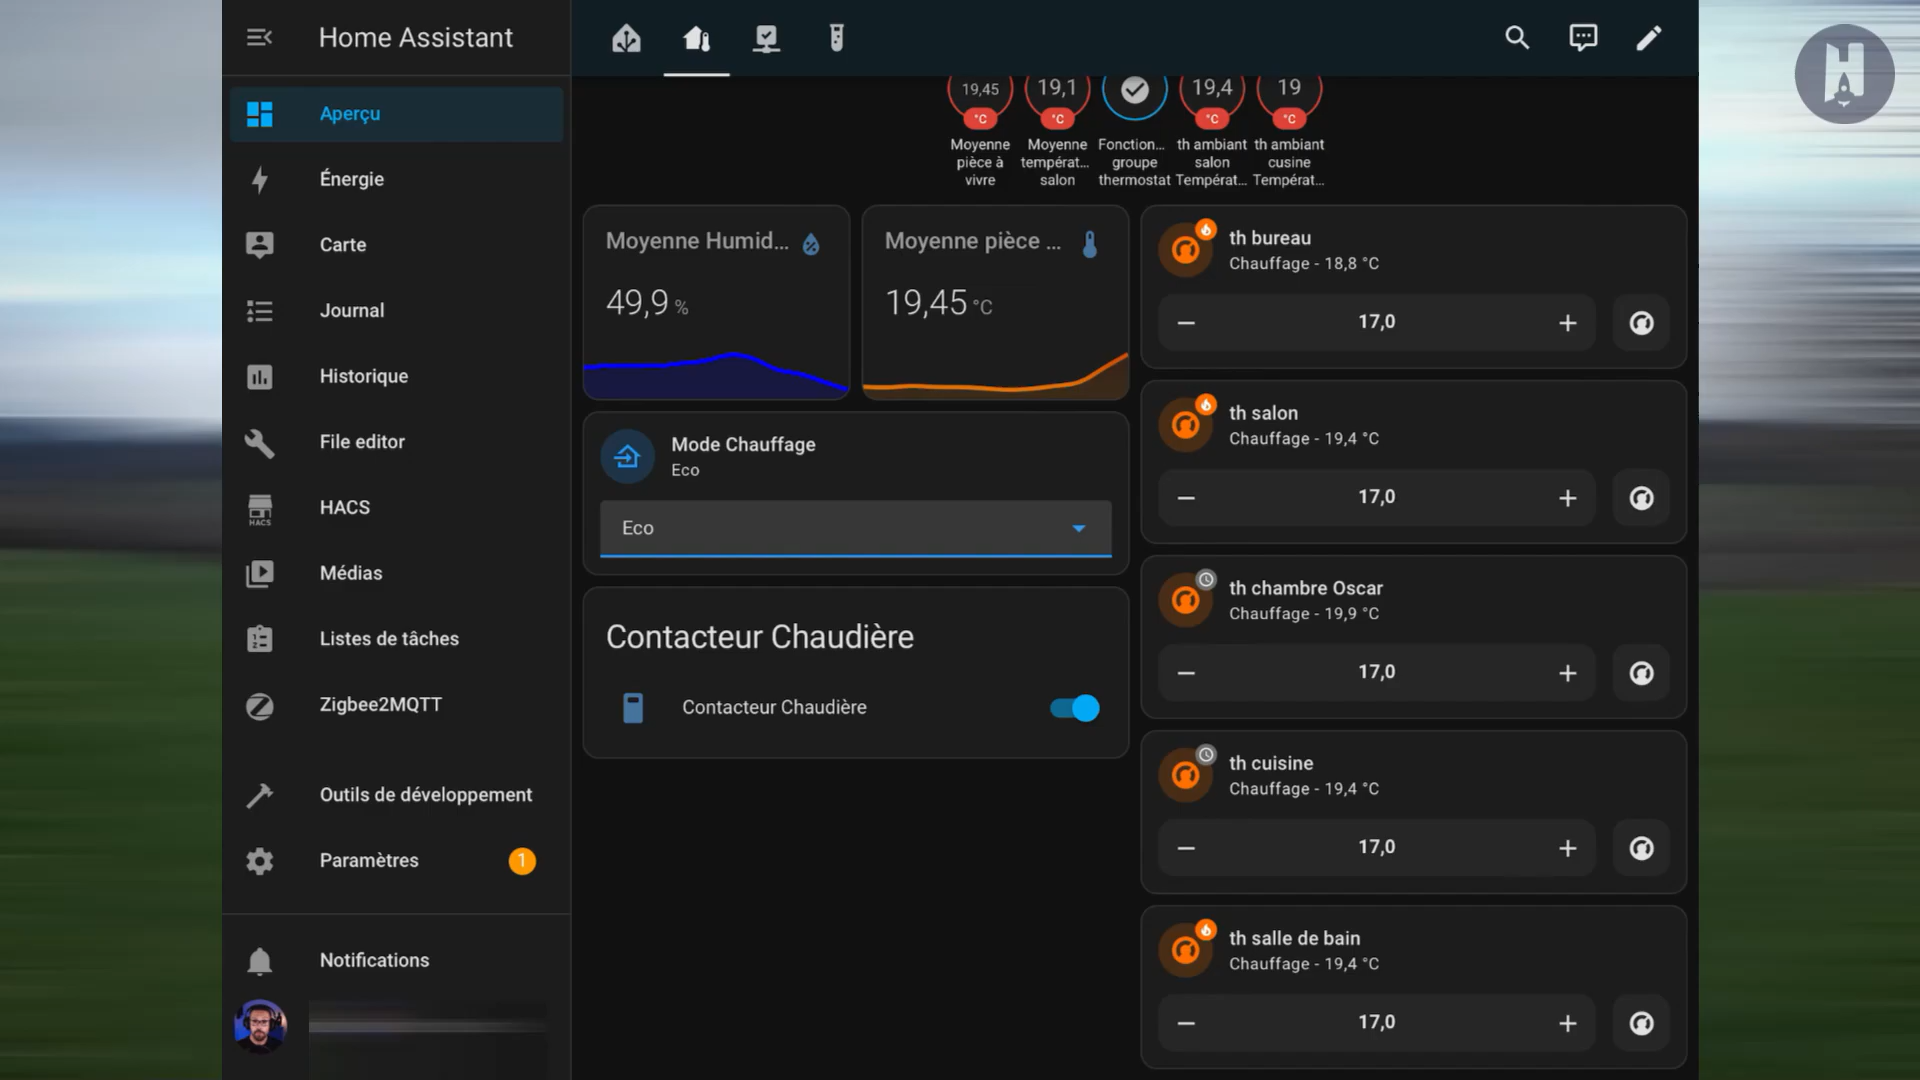 Home Assistant
Aperçu
Énergie
Carte
Journal
Historique
File editor
HACS
HACS
Médias
Listes de tâches
Zigbee2MQTT
Outils de développement
Paramètres
1
Notifications
19,45
°C
Moyenne
pièce à
vivre
19,1
°C
Moyenne
températ...
salon
Fonction...
groupe
thermostat
19,4
°C
th ambiant
salon
Températ...
19
°C
th ambiant
cusine
Températ...
Moyenne Humid...
49,9 %
Moyenne pièce ...
19,45 °C
Mode Chauffage
Eco
Eco
Contacteur Chaudière
Contacteur Chaudière
th bureau
Chauffage - 18,8 °C
17,0
th salon
Chauffage - 19,4 °C
17,0
th chambre Oscar
Chauffage - 19,9 °C
17,0
th cuisine
Chauffage - 19,4 °C
17,0
th salle de bain
Chauffage - 19,4 °C
17,0